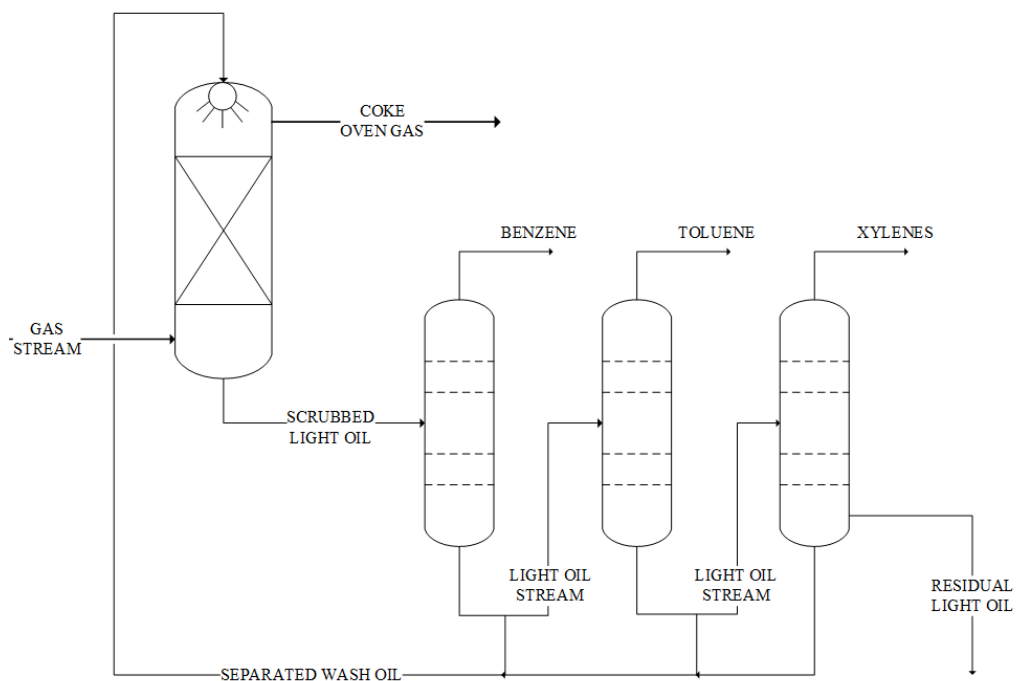 COKE
OVEN GAS
BENZENE
TOLUENE
XYLENES
GAS
STREAM
SCRUBBED
LIGHT OIL
LIGHT OIL
STREAM
LIGHT OIL
STREAM
RESIDUAL
LIGHT OIL
SEPARATED WASH OIL